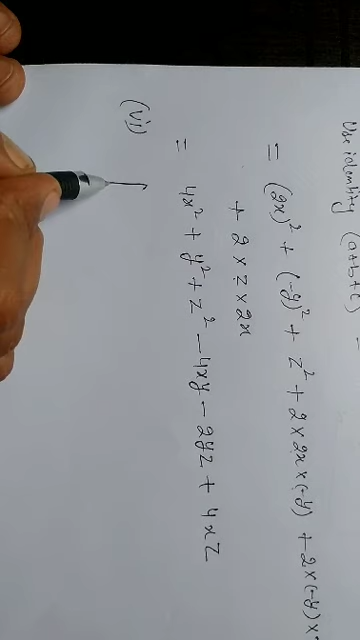 Use identity (a+b+c)
= (2x)² + (-y)² + z² + 2×2x×(-y) + 2×(-y)×
+ 2×z×2x
= 4x² + y² + z² - 4xy - 2yz + 4xz
(vi)